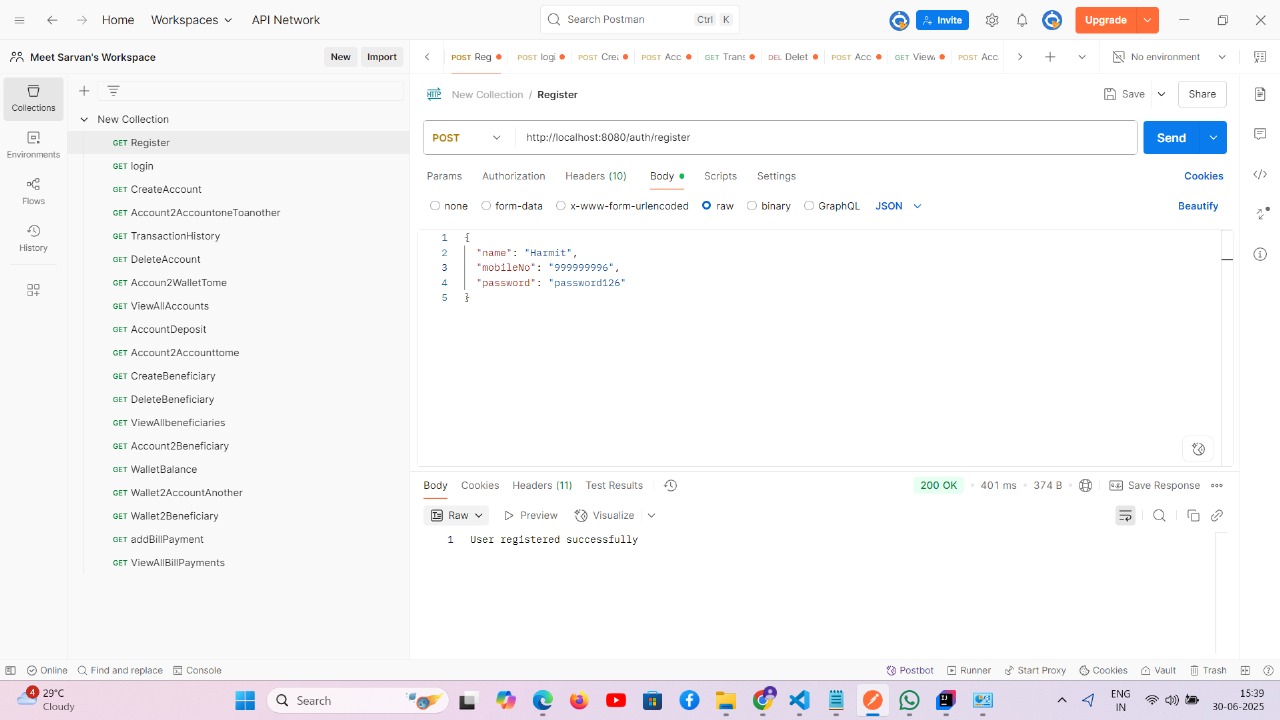 Home Workspaces API Network Search Postman Ctrl K Invite Upgrade
Meet Sarvan's Workspace New Import POST Reg POST logi POST Cre POST Acc GET Trans DEL Delet POST Acc GET View POST Acc No environment
Collections
Environments
Flows
History
New Collection
GET Register
GET login
GET CreateAccount
GET Account2AccountoneToanother
GET TransactionHistory
GET DeleteAccount
GET Accoun2WalletTome
GET ViewAllAccounts
GET AccountDeposit
GET Account2Accounttome
GET CreateBeneficiary
GET DeleteBeneficiary
GET ViewAllbeneficiaries
GET Account2Beneficiary
GET WalletBalance
GET Wallet2AccountAnother
GET Wallet2Beneficiary
GET addBillPayment
GET ViewAllBillPayments
HTTP New Collection / Register Save Share
POST http://localhost:8080/auth/register Send
Params Authorization Headers (10) Body Scripts Settings Cookies
none form-data x-www-form-urlencoded raw binary GraphQL JSON Beautify
1 {
2 "name": "Harmit",
3 "mobileNo": "999999996",
4 "password": "password126"
5 }
Body Cookies Headers (11) Test Results 200 OK 401 ms 374 B Save Response
Raw Preview Visualize
1 User registered successfully
Online Find and replace Console Postbot Runner Start Proxy Cookies Vault Trash
4 29°C
Cloudy
Search
ENG
IN
15:39
30-06-2025